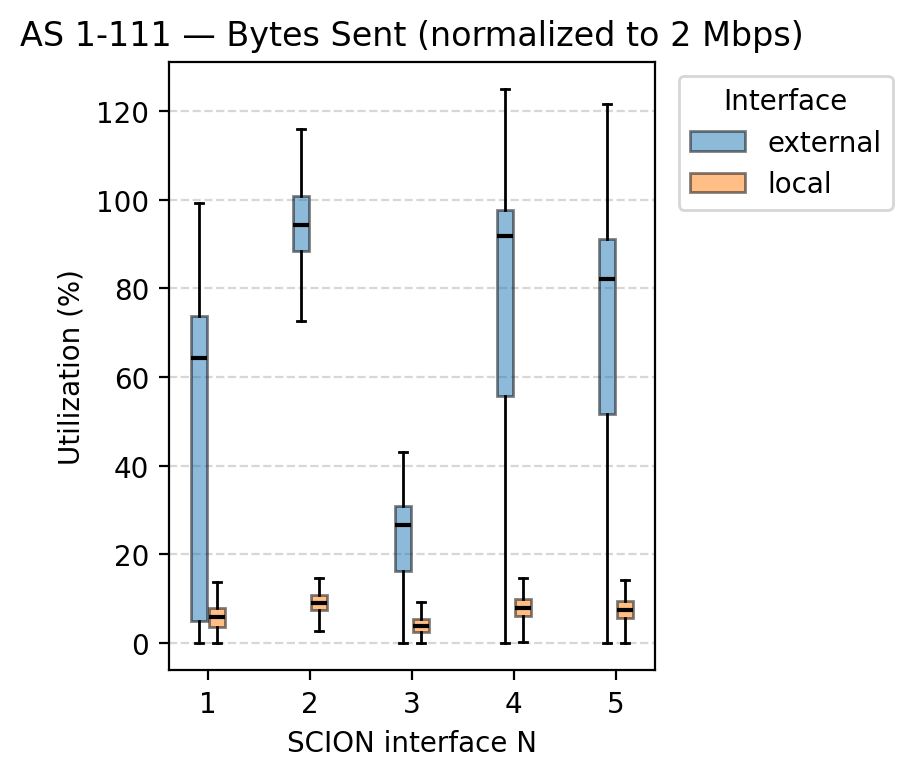 AS 1-111 — Bytes Sent (normalized to 2 Mbps)
Interface
external
local
Utilization (%)
120
100
80
60
40
20
0
1 2 3 4 5
SCION interface N